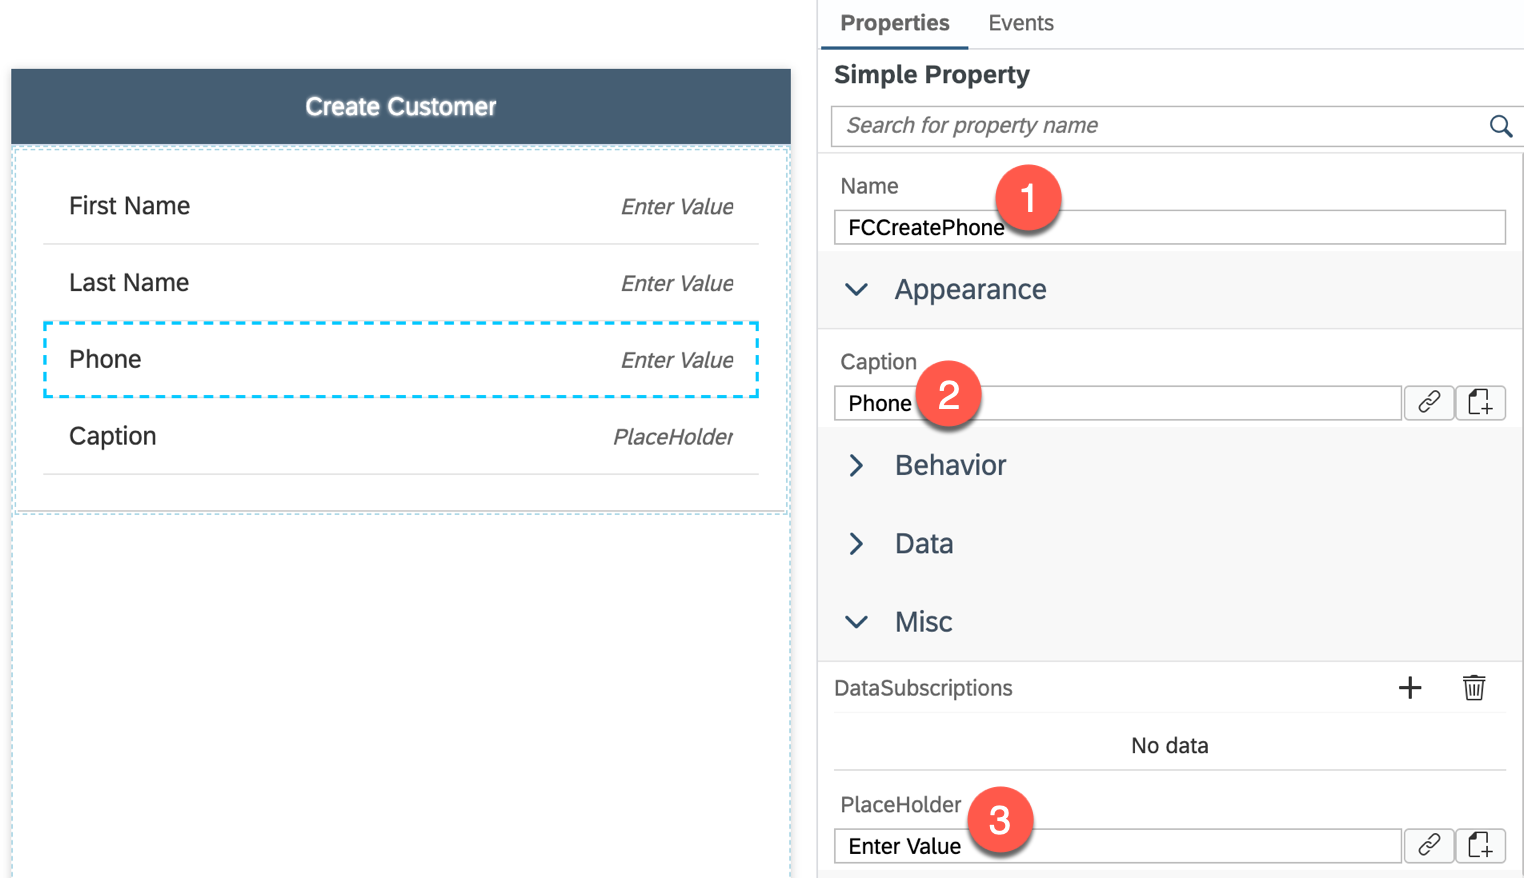 Create Customer
First Name Enter Value
Last Name Enter Value
Phone Enter Value
Caption PlaceHolder
Properties Events
Simple Property
Search for property name
Name
1
FCCreatePhone
Appearance
Caption
2
Phone
Behavior
Data
Misc
DataSubscriptions
No data
PlaceHolder
3
Enter Value